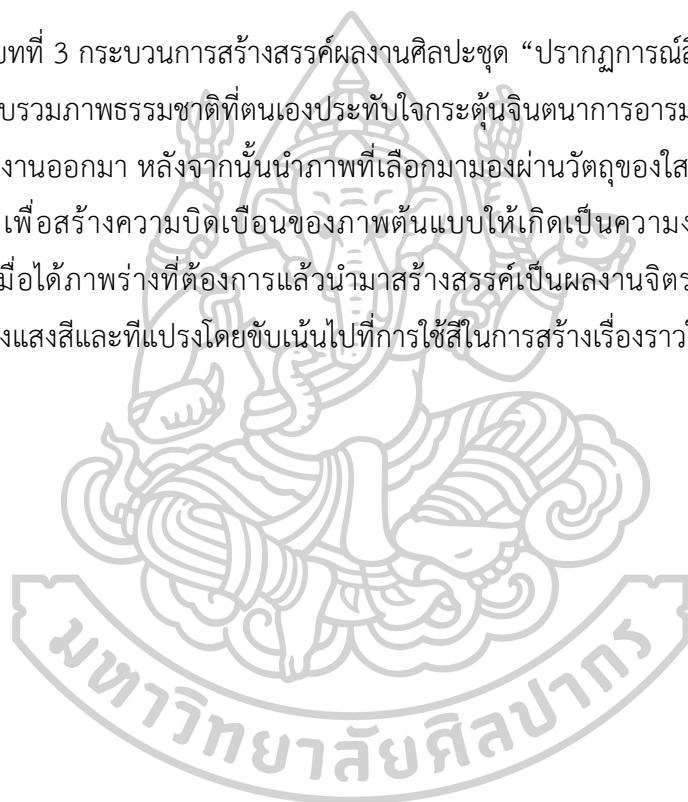 บทที่ 3 กระบวนการสร้างสรรค์ผลงานศิลปะชุด “ปรากฏการณ์สี
บรวมภาพธรรมชาติที่ตนเองประทับใจกระตุ้นจินตนาการอารม
งานออกมา หลังจากนั้นนำภาพที่เลือกมามองผ่านวัตถุของใส
เพื่อสร้างความบิดเบือนของภาพต้นแบบให้เกิดเป็นความง
มื่อได้ภาพร่างที่ต้องการแล้วนำมาสร้างสรรค์เป็นผลงานจิตร
งแสงสีและทีแปรงโดยขับเน้นไปที่การใช้สีในการสร้างเรื่องราวใ
มหาวิทยาลัยศิลปากร